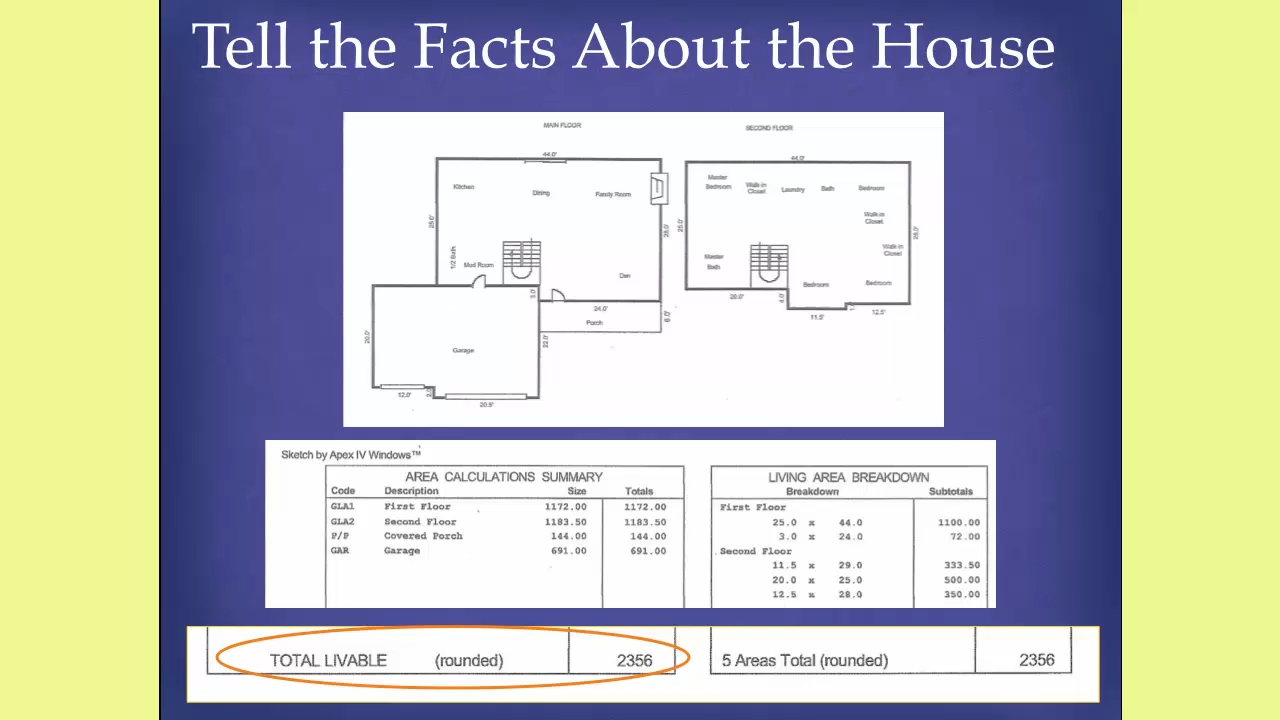 Tell the Facts About the House
MAIN FLOOR
SECOND FLOOR
44.0'
44.0'
Kitchen
Dining
Family Room
Master
Bedroom
Walk-in
Closet
Laundry
Bath
Bedroom
25.0'
28.0'
25.0'
28.0'
Walk-in
Closet
1/2 Bath
Mud Room
Den
Master
Bath
Walk-in
Closet
Bedroom
Bedroom
3.0'
24.0'
6.0'
Porch
20.0'
4.0'
11.5'
12.5'
20.0'
Garage
22.0'
12.0'
2.0'
20.5'
Sketch by Apex IV Windows™
AREA CALCULATIONS SUMMARY
Code Description Size Totals
GLA1 First Floor 1172.00 1172.00
GLA2 Second Floor 1183.50 1183.50
P/P Covered Porch 144.00 144.00
GAR Garage 691.00 691.00
LIVING AREA BREAKDOWN
Breakdown Subtotals
First Floor
25.0 x 44.0 1100.00
3.0 x 24.0 72.00
Second Floor
11.5 x 29.0 333.50
20.0 x 25.0 500.00
12.5 x 28.0 350.00
TOTAL LIVABLE (rounded) 2356
5 Areas Total (rounded) 2356